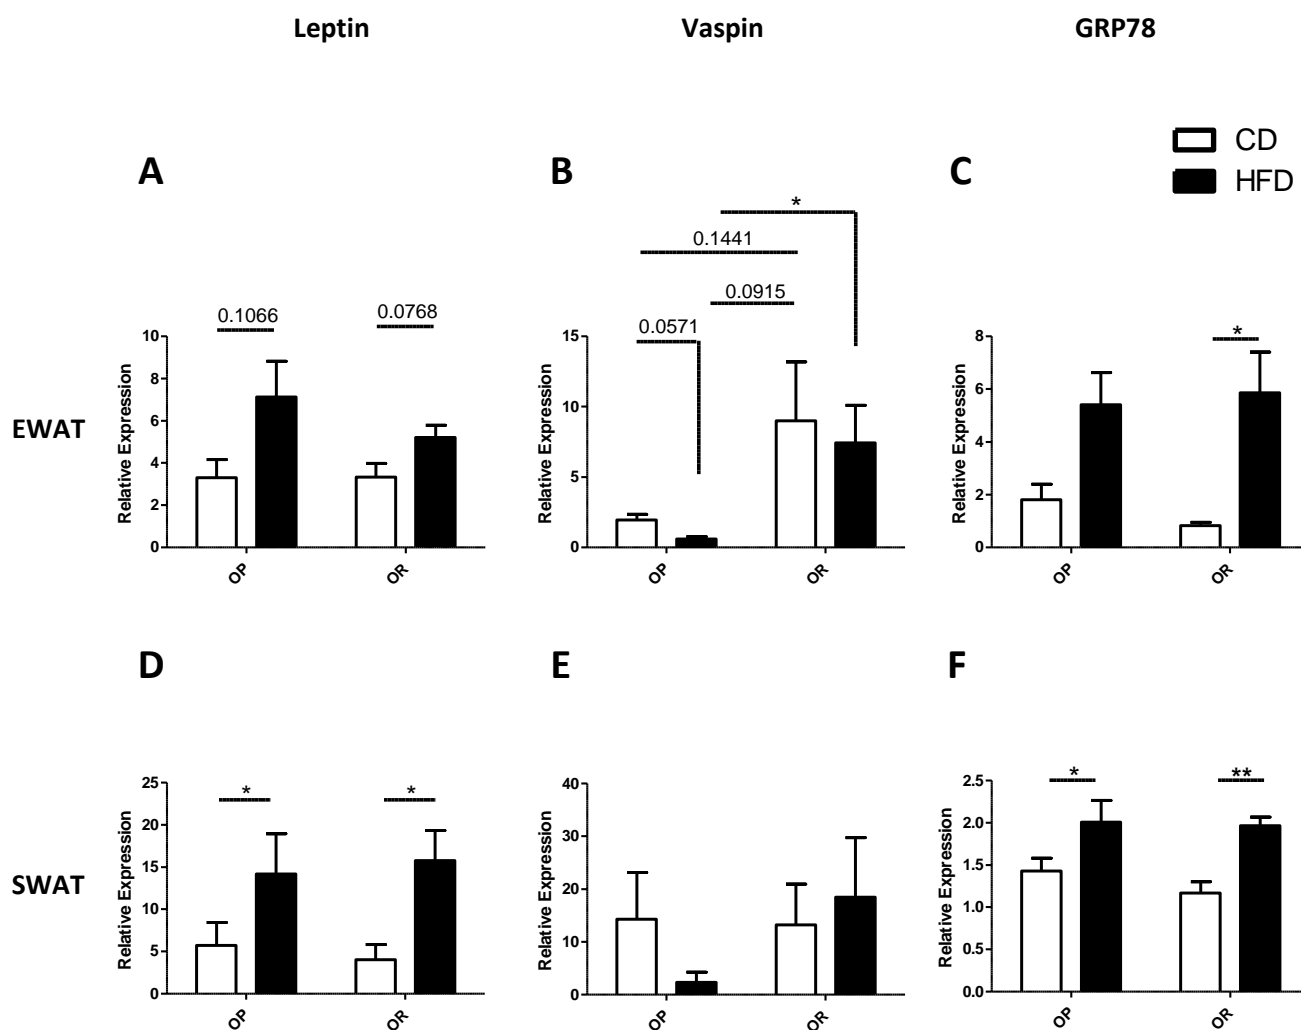 Leptin Vaspin GRP78
CD
HFD
A B C
*
0.1441
0.0915
0.1066 0.0768 0.0571 *
EWAT
Relative Expression
10
8
6
4
2
0
OP OR
Relative Expression
15
10
5
0
OP OR
Relative Expression
8
6
4
2
0
OP OR
D E F
SWAT
* *
Relative Expression
25
20
15
10
5
0
OP OR
Relative Expression
40
30
20
10
0
OP OR
* **
Relative Expression
2.5
2.0
1.5
1.0
0.5
0.0
OP OR